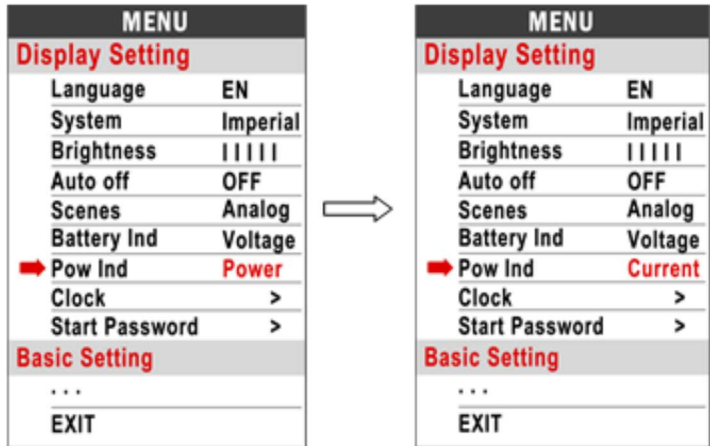 MENU
Display Setting
Language EN
System Imperial
Brightness | | | | |
Auto off OFF
Scenes Analog
Battery Ind Voltage
Pow Ind Power
Clock >
Start Password >
Basic Setting
...
EXIT
MENU
Display Setting
Language EN
System Imperial
Brightness | | | | |
Auto off OFF
Scenes Analog
Battery Ind Voltage
Pow Ind Current
Clock >
Start Password >
Basic Setting
...
EXIT